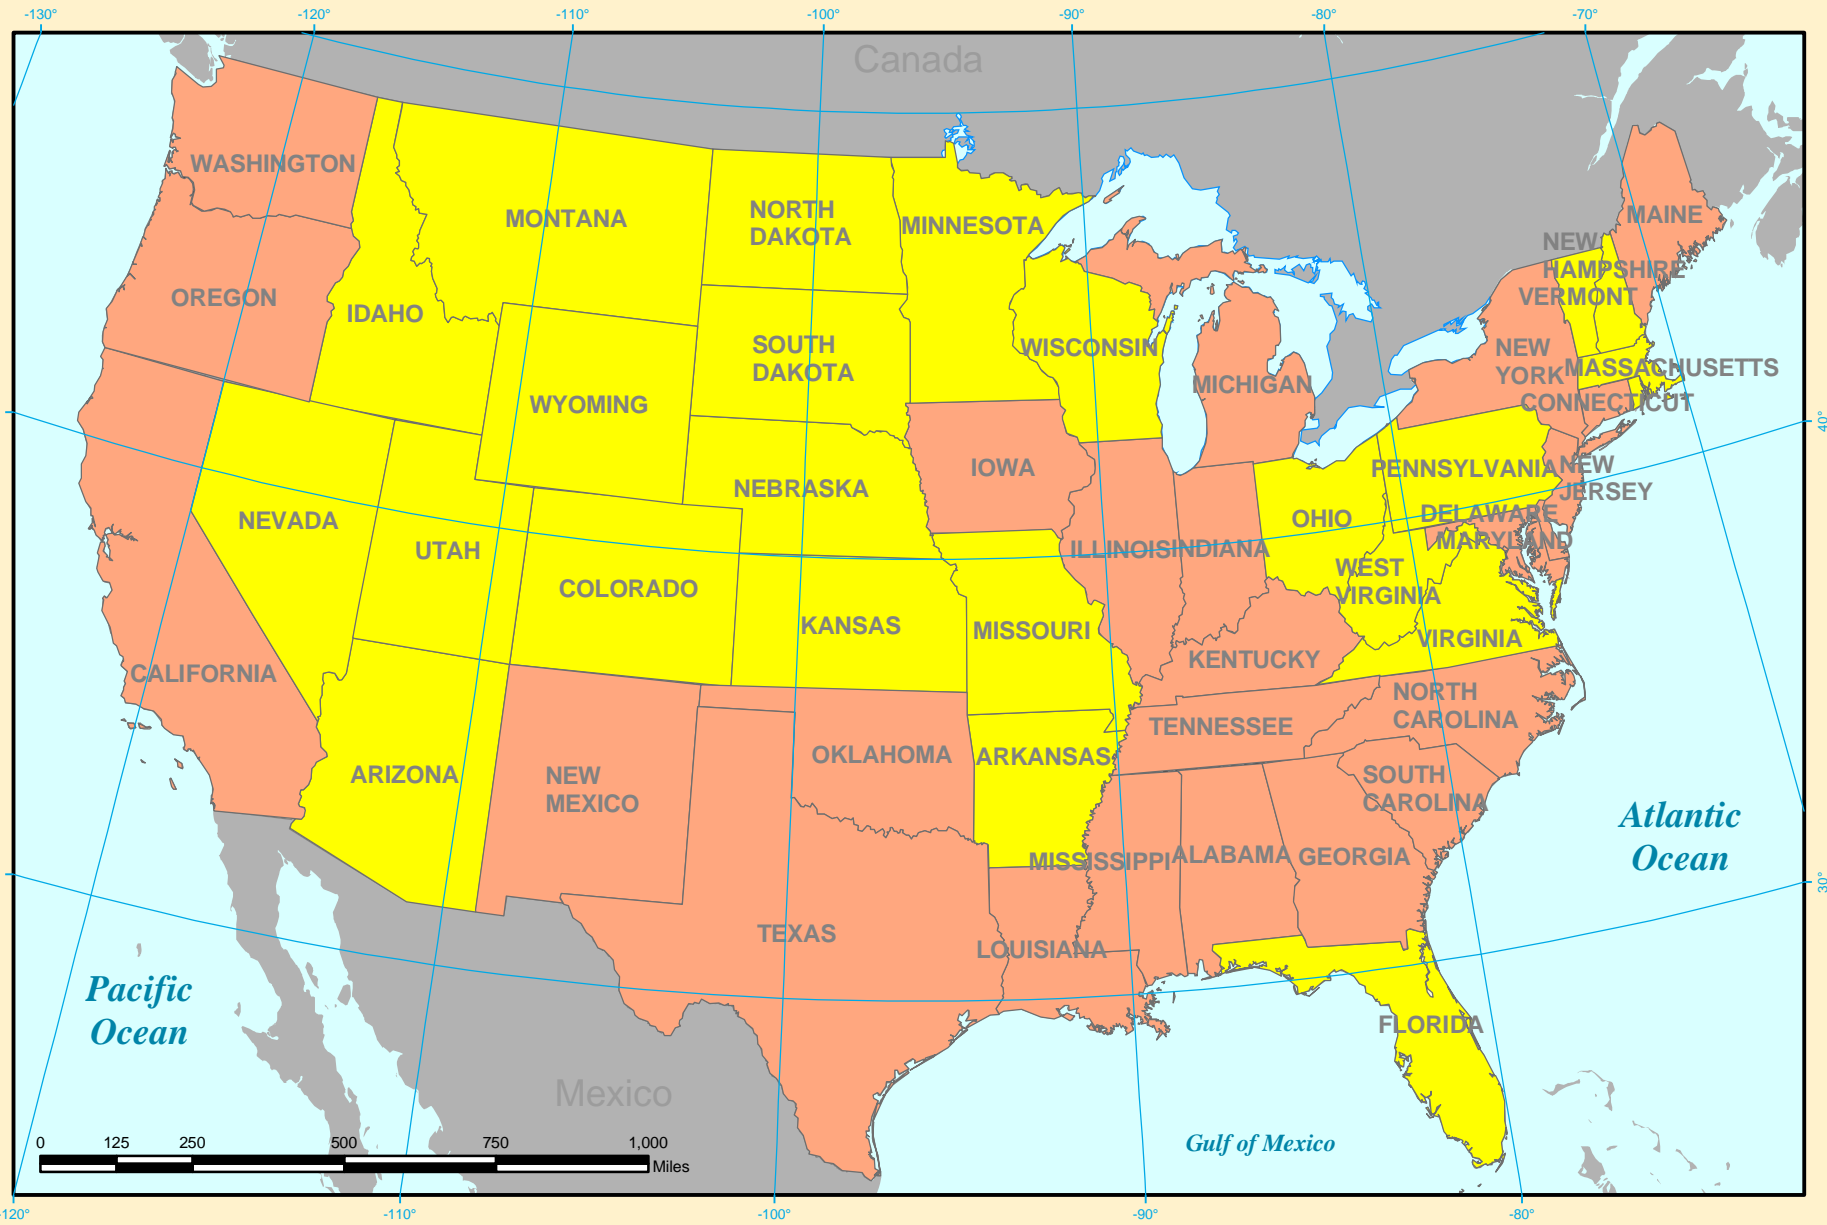 -130°
-120°
-110°
-100°
-90°
-80°
-70°
Canada
WASHINGTON
MONTANA
NORTH
DAKOTA
MINNESOTA
MAINE
NEW
HAMPSHIRE
VERMONT
OREGON
IDAHO
SOUTH
DAKOTA
WISCONSIN
MICHIGAN
NEW
YORK
MASSACHUSETTS
CONNECTICUT
WYOMING
40°
IOWA
PENNSYLVANIA
NEW
JERSEY
NEBRASKA
NEVADA
UTAH
OHIO
DELAWARE
MARYLAND
ILLINOIS
INDIANA
COLORADO
WEST
VIRGINIA
KANSAS
MISSOURI
VIRGINIA
CALIFORNIA
KENTUCKY
NORTH
CAROLINA
TENNESSEE
OKLAHOMA
ARKANSAS
ARIZONA
NEW
MEXICO
SOUTH
CAROLINA
Atlantic
Ocean
MISSISSIPPI
ALABAMA
GEORGIA
30°
TEXAS
LOUISIANA
Pacific
Ocean
FLORIDA
Mexico
Gulf of Mexico
0 125 250 500 750 1,000
Miles
-120°
-110°
-100°
-90°
-80°